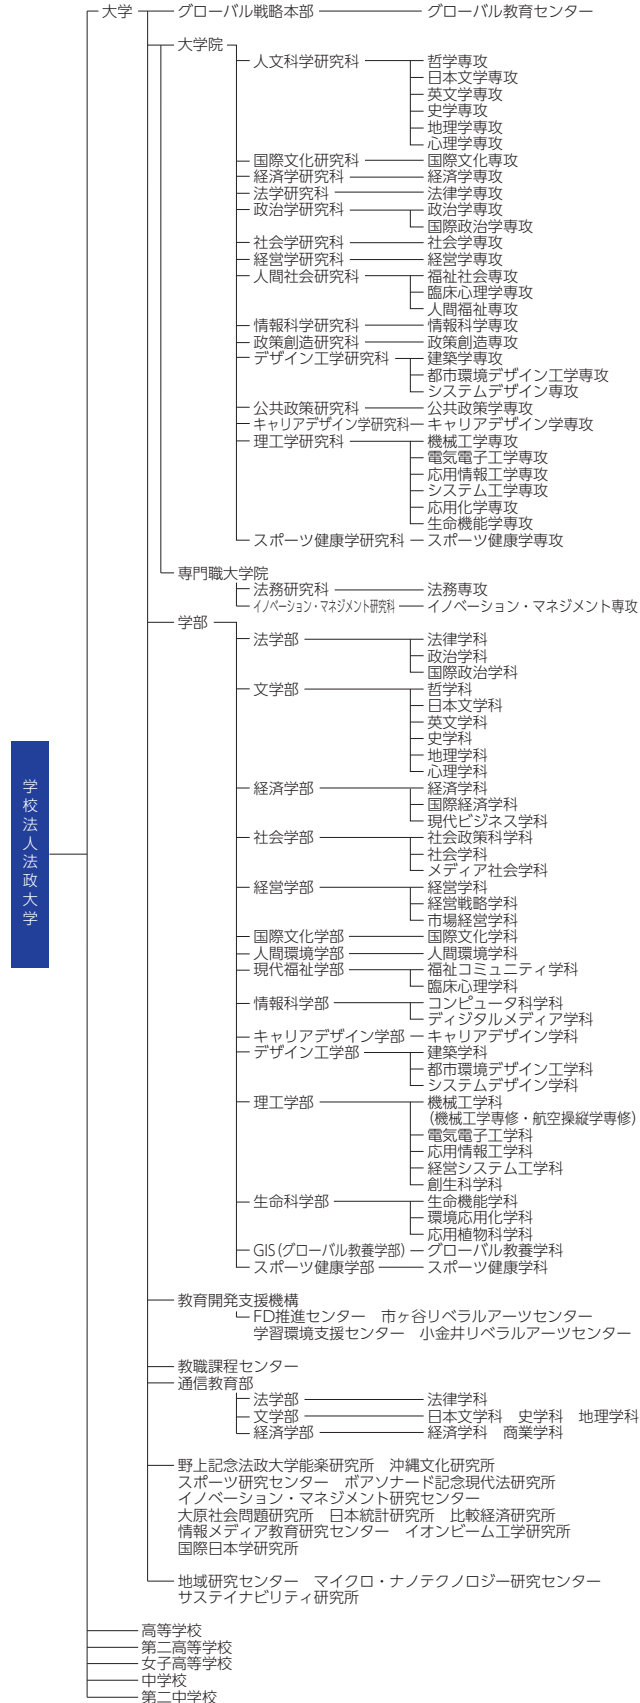 学校法人法政大学
大学 グローバル戦略本部 グローバル教育センター
大学院
人文科学研究科 哲学専攻
日本文学専攻
英文学専攻
史学専攻
地理学専攻
心理学専攻
国際文化研究科 国際文化専攻
経済学研究科 経済学専攻
法学研究科 法律学専攻
政治学研究科 政治学専攻
国際政治学専攻
社会学研究科 社会学専攻
経営学研究科 経営学専攻
人間社会研究科 福祉社会専攻
臨床心理学専攻
人間福祉専攻
情報科学研究科 情報科学専攻
政策創造研究科 政策創造専攻
デザイン工学研究科 建築学専攻
都市環境デザイン工学専攻
システムデザイン専攻
公共政策研究科 公共政策学専攻
キャリアデザイン学研究科 キャリアデザイン学専攻
理工学研究科 機械工学専攻
電気電子工学専攻
応用情報工学専攻
システム工学専攻
応用化学専攻
生命機能学専攻
スポーツ健康学研究科 スポーツ健康学専攻
専門職大学院
法務研究科 法務専攻
イノベーション・マネジメント研究科 イノベーション・マネジメント専攻
学部
法学部 法律学科
政治学科
国際政治学科
文学部 哲学科
日本文学科
英文学科
史学科
地理学科
心理学科
経済学部 経済学科
国際経済学科
現代ビジネス学科
社会学部 社会政策科学科
社会学科
メディア社会学科
経営学部 経営学科
経営戦略学科
市場経営学科
国際文化学部 国際文化学科
人間環境学部 人間環境学科
現代福祉学部 福祉コミュニティ学科
臨床心理学科
情報科学部 コンピュータ科学科
ディジタルメディア学科
キャリアデザイン学部 キャリアデザイン学科
デザイン工学部 建築学科
都市環境デザイン工学科
システムデザイン学科
理工学部 機械工学科
(機械工学専修・航空操縦学専修)
電気電子工学科
応用情報工学科
経営システム工学科
創生科学科
生命科学部 生命機能学科
環境応用化学科
応用植物科学科
GIS(グローバル教養学部) グローバル教養学科
スポーツ健康学部 スポーツ健康学科
教育開発支援機構
FD推進センター 市ヶ谷リベラルアーツセンター
学習環境支援センター 小金井リベラルアーツセンター
教職課程センター
通信教育部
法学部 法律学科
文学部 日本文学科 史学科 地理学科
経済学部 経済学科 商業学科
野上記念法政大学能楽研究所 沖縄文化研究所
スポーツ研究センター ボアソナード記念現代法研究所
イノベーション・マネジメント研究センター
大原社会問題研究所 日本統計研究所 比較経済研究所
情報メディア教育研究センター イオンビーム工学研究所
国際日本学研究所
地域研究センター マイクロ・ナノテクノロジー研究センター
サステイナビリティ研究所
高等学校
第二高等学校
女子高等学校
中学校
第二中学校